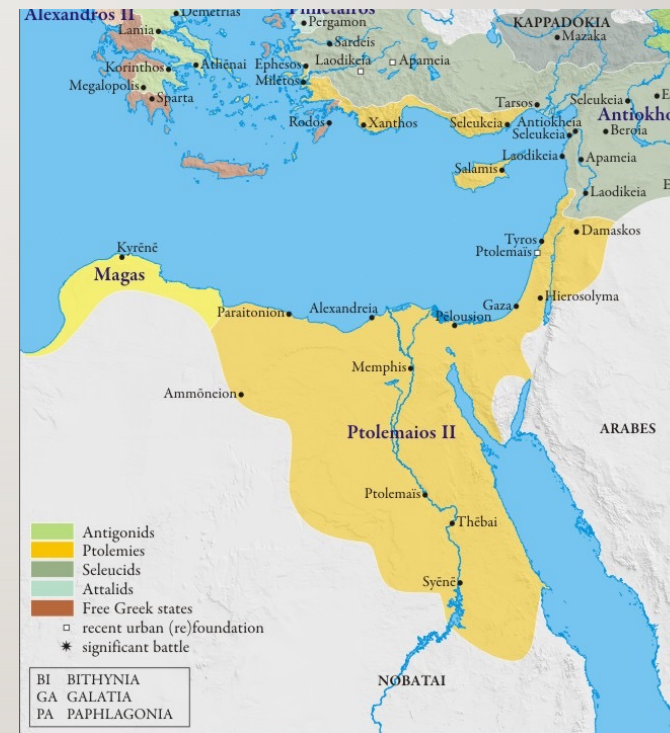 Alexandros II
Demetrias
Pergamon
KAPPADOKIA
Lamia
Sardeis
Mazaka
Korinthos
Athēnai
Ephesos
Laodikeia
Apameia
Megalopolis
Milētos
Sparta
Tarsos
Seleukeia
Rodos
Xanthos
Seleukeia
Antiokheia
Seleukeia
Beroia
Laodikeia
Apameia
Salamis
Laodikeia
Damaskos
Tyros
Ptolemaïs
Kyrēnē
Magas
Paraitonion
Alexandreia
Pēlousion
Gaza
Hierosolyma
Memphis
Ammōneion
Ptolemaios II
ARABES
Ptolemaïs
Thēbai
Syēnē
NOBATAI
Antigonids
Ptolemies
Seleucids
Attalids
Free Greek states
recent urban (re)foundation
significant battle
BI BITHYNIA
GA GALATIA
PA PAPHLAGONIA